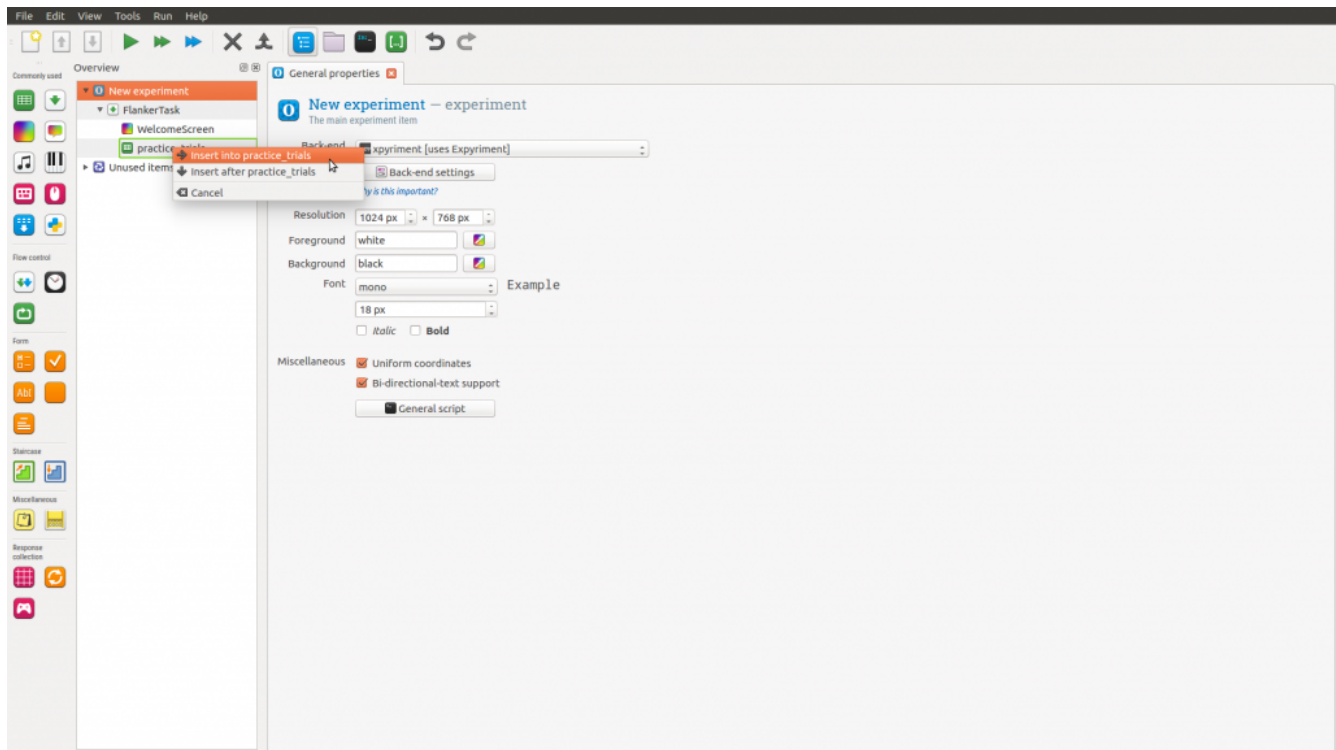 File Edit View Tools Run Help
Commonly used
Flow control
Form
Abl
Staircase
Miscellaneous
Response
collection
Overview
New experiment
FlankerTask
WelcomeScreen
Unused items
Insert into practice_trials
Insert after practice_trials
Cancel
General properties
New experiment — experiment
The main experiment item
Back-end xpyriment [uses Expyriment]
Back-end settings
is this important?
Resolution 1024 px × 768 px
Foreground white
Background black
Font mono Example
18 px
Italic Bold
Miscellaneous Uniform coordinates
Bi-directional-text support
General script